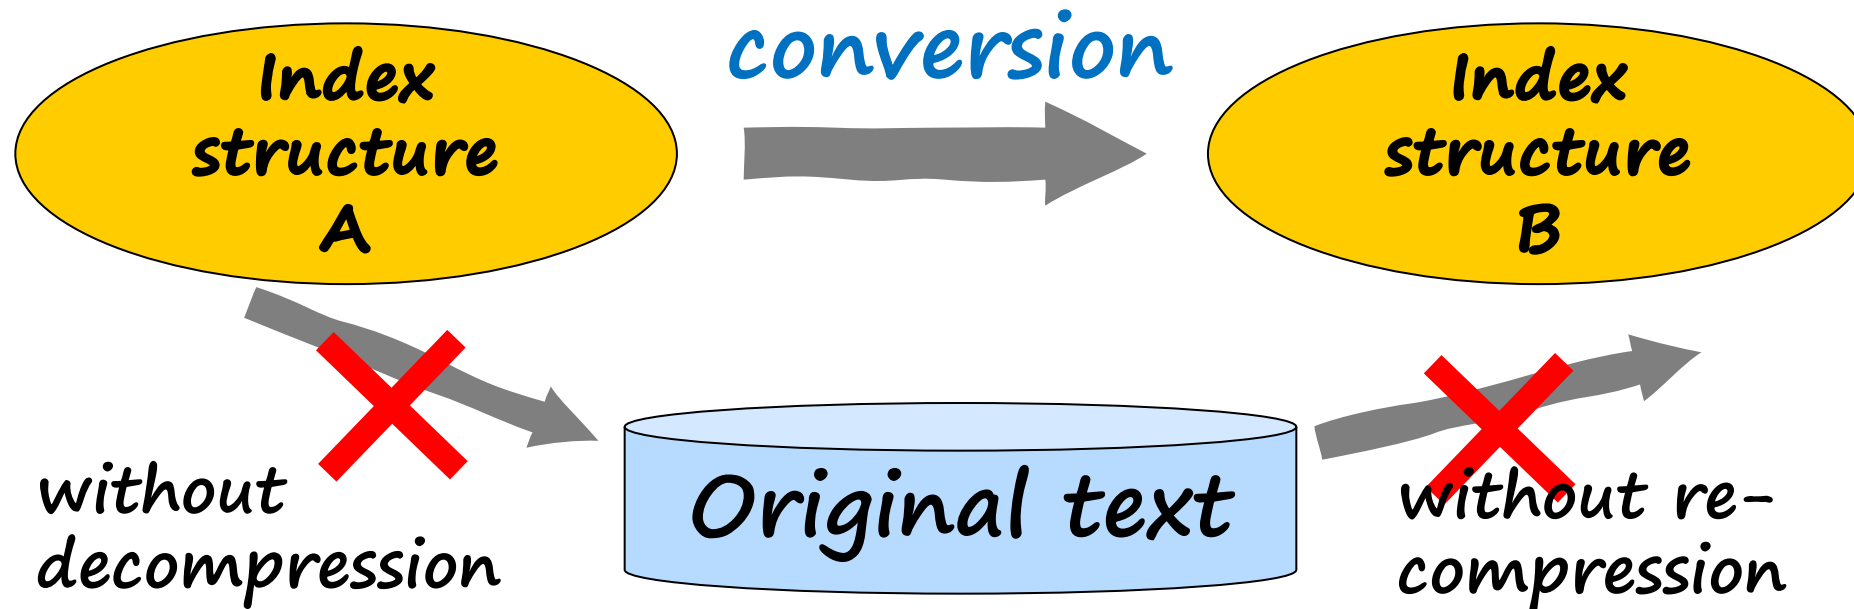 Index
structure
A
conversion
Index
structure
B
without
decompression
Original text
without re-
compression